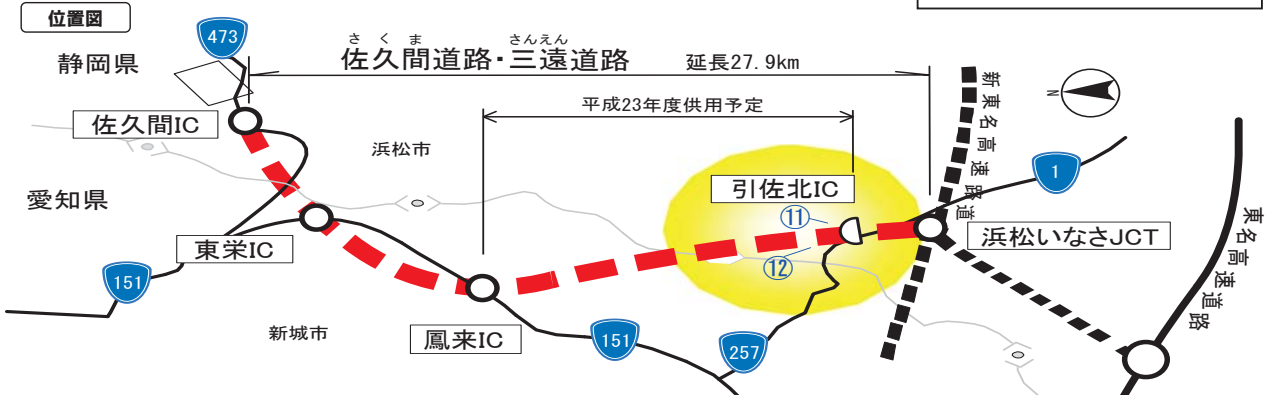 位置図
473
静岡県
さくま さんえん
佐久間道路・三遠道路 延長27.9km
平成23年度供用予定
新東名高速道路
N
佐久間IC
浜松市
愛知県
引佐北IC
1
⑪
東栄IC
⑫
浜松いなさJCT
東名高速道路
151
新城市
鳳来IC
151
257